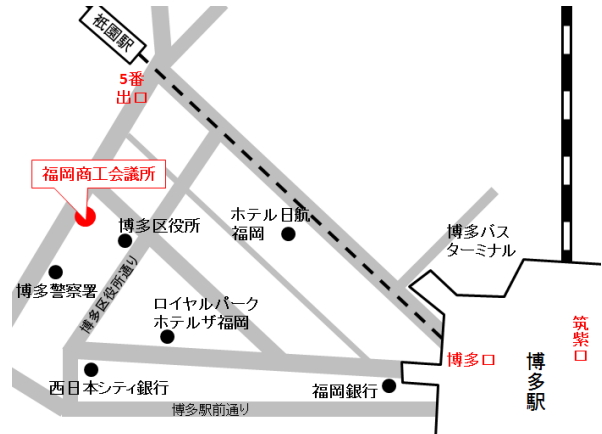 祇園駅
5番
出口
福岡商工会議所
博多区役所
ホテル日航
福岡
博多バス
ターミナル
博多警察署
博多区役所通り
ロイヤルパーク
ホテルザ福岡
筑紫口
博多口
博多駅
西日本シティ銀行
福岡銀行
博多駅前通り